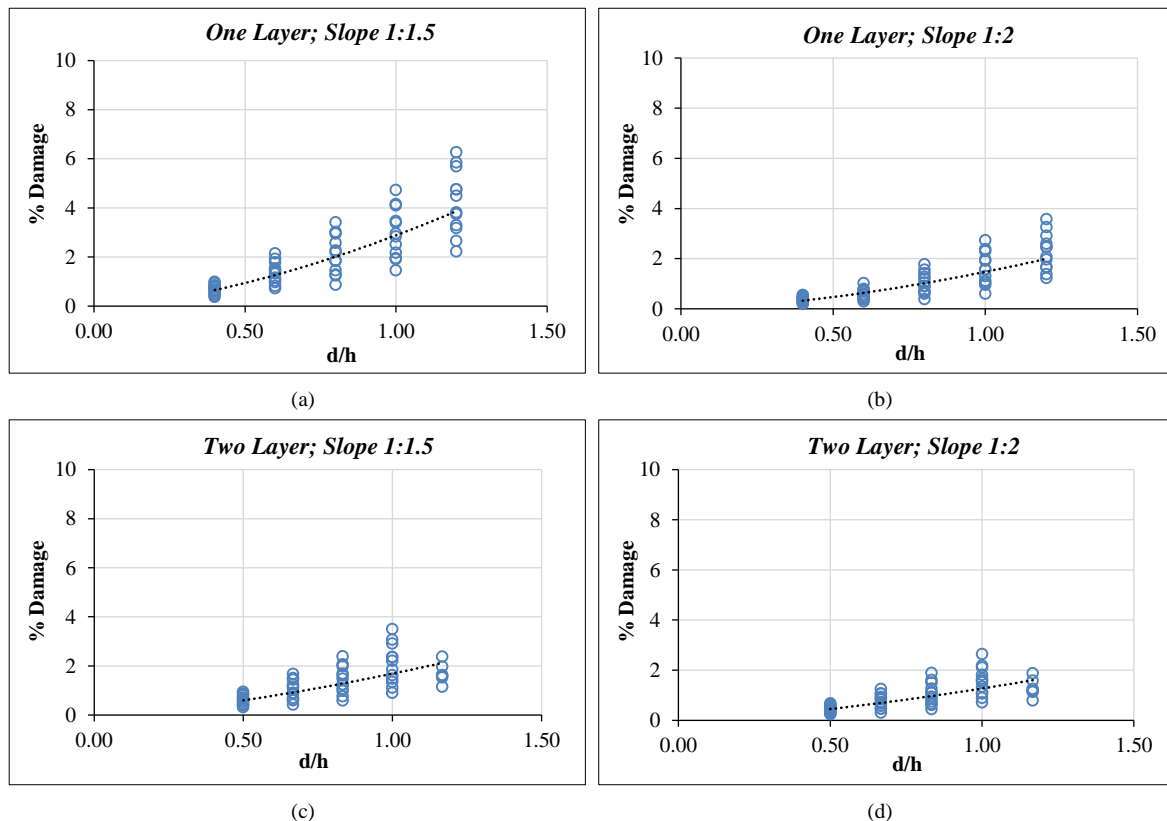 One Layer; Slope 1:1.5
10
8
6
4
2
0
% Damage
0.00 0.50 1.00 1.50
d/h
(a)
One Layer; Slope 1:2
10
8
6
4
2
0
% Damage
0.00 0.50 1.00 1.50
d/h
(b)
Two Layer; Slope 1:1.5
10
8
6
4
2
0
% Damage
0.00 0.50 1.00 1.50
d/h
(c)
Two Layer; Slope 1:2
10
8
6
4
2
0
% Damage
0.00 0.50 1.00 1.50
d/h
(d)